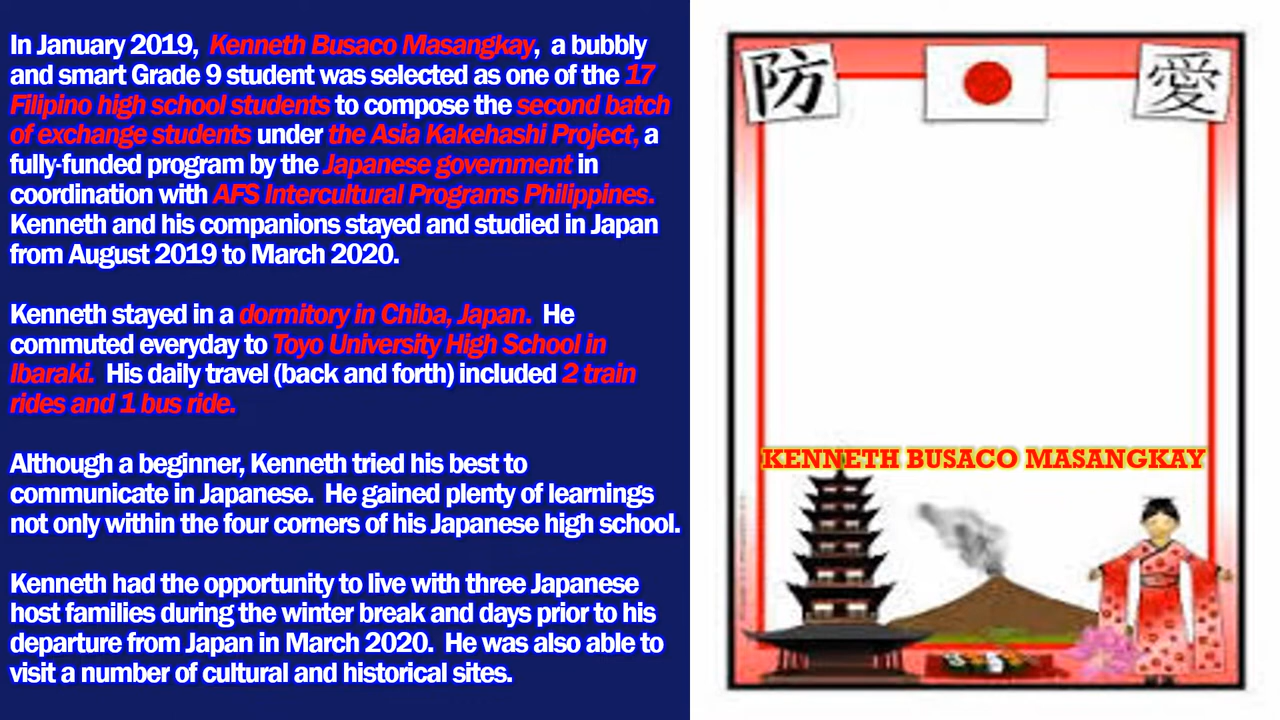 In January 2019,  Kenneth Busaco Masangkay,  a bubbly
and smart Grade 9 student was selected as one of the 17
Filipino high school students to compose the second batch
of exchange students under the Asia Kakehashi Project, a
fully-funded program by the Japanese government in
coordination with AFS Intercultural Programs Philippines.
Kenneth and his companions stayed and studied in Japan
from August 2019 to March 2020.
Kenneth stayed in a dormitory in Chiba, Japan.  He
commuted everyday to Toyo University High School in
Ibaraki.  His daily travel (back and forth) included 2 train
rides and 1 bus ride.
Although a beginner, Kenneth tried his best to
communicate in Japanese.  He gained plenty of learnings
not only within the four corners of his Japanese high school.
Kenneth had the opportunity to live with three Japanese
host families during the winter break and days prior to his
departure from Japan in March 2020.  He was also able to
visit a number of cultural and historical sites.
防
愛
KENNETH BUSACO MASANGKAY